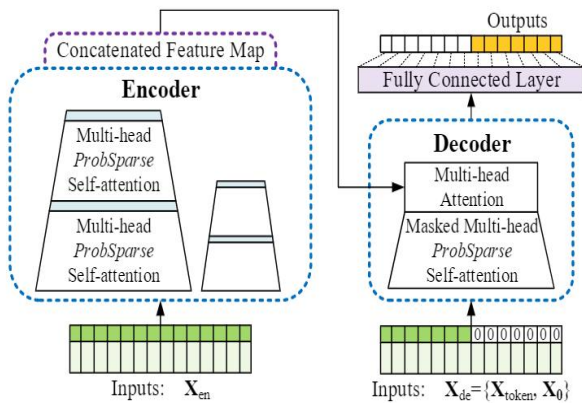 Concatenated Feature Map
Encoder
Multi-head
ProbSparse
Self-attention
Multi-head
ProbSparse
Self-attention
Inputs: Xen
Outputs
Fully Connected Layer
Decoder
Multi-head
Attention
Masked Multi-head
ProbSparse
Self-attention
0 0 0 0 0 0 0
Inputs: Xde={Xtoken, X0}